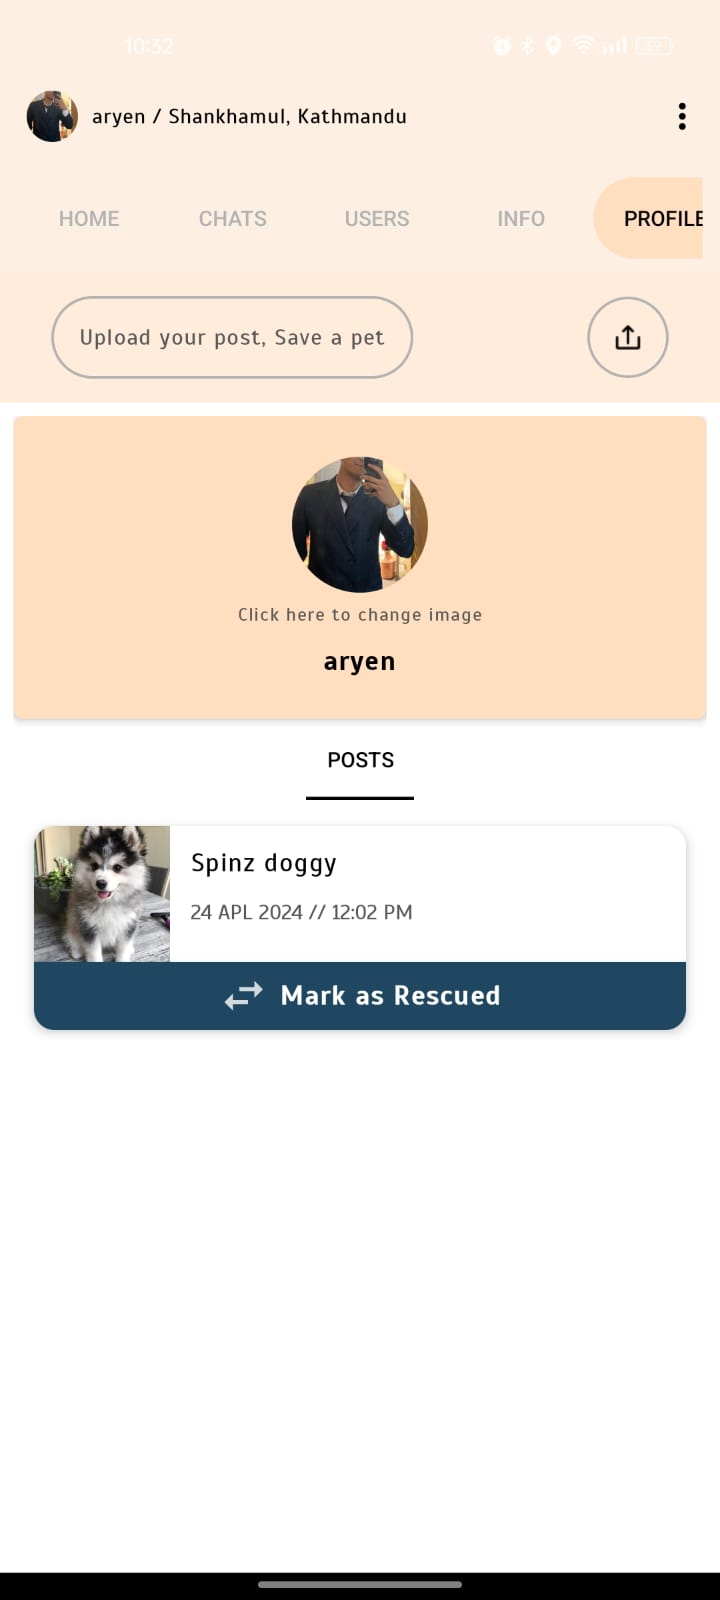 10:32
59
aryen / Shankhamul, Kathmandu
HOME CHATS USERS INFO PROFILE
Upload your post, Save a pet
Click here to change image
aryen
POSTS
Spinz doggy
24 APL 2024 // 12:02 PM
Mark as Rescued